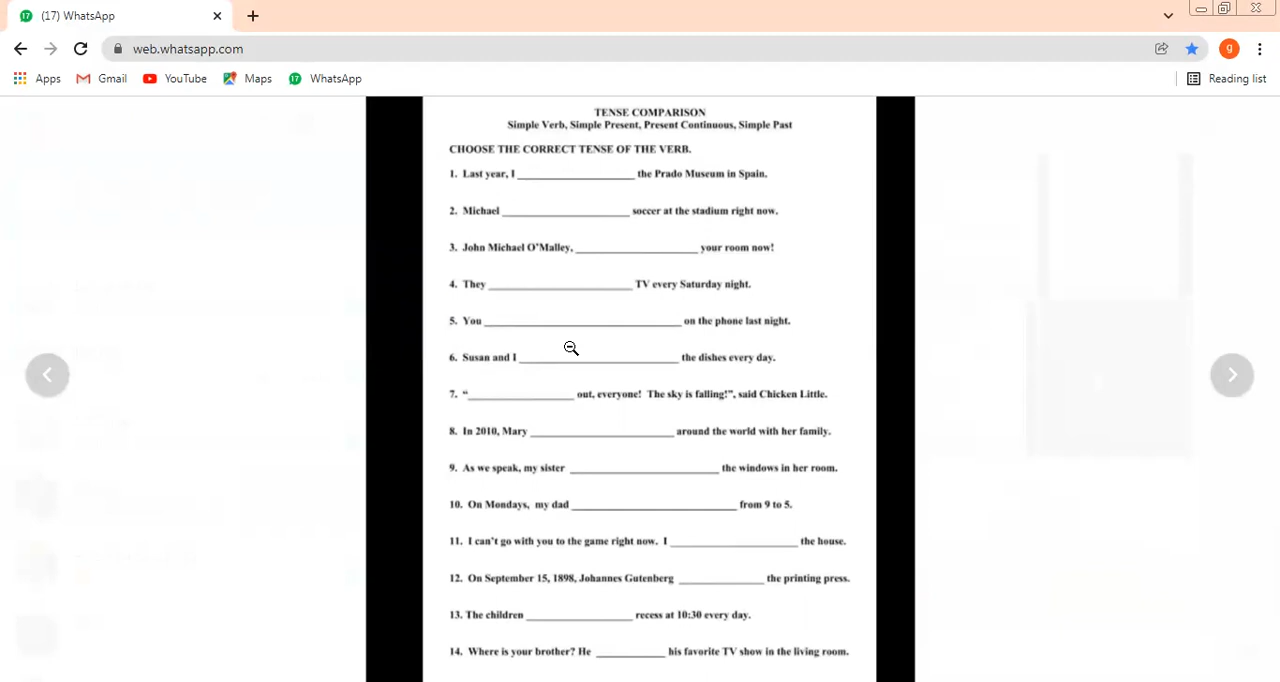 (17) WhatsApp
web.whatsapp.com
g
Apps Gmail YouTube Maps 17 WhatsApp Reading list
TENSE COMPARISON
Simple Verb, Simple Present, Present Continuous, Simple Past
CHOOSE THE CORRECT TENSE OF THE VERB.
1. Last year, I ____________________ the Prado Museum in Spain.
2. Michael ______________________ soccer at the stadium right now.
3. John Michael O'Malley, _____________________ your room now!
4. They _________________________ TV every Saturday night.
5. You __________________________________ on the phone last night.
6. Susan and I ____________________________ the dishes every day.
7. "__________________ out, everyone! The sky is falling!", said Chicken Little.
8. In 2010, Mary _________________________ around the world with her family.
9. As we speak, my sister __________________________ the windows in her room.
10. On Mondays, my dad _____________________________ from 9 to 5.
11. I can't go with you to the game right now. I ______________________ the house.
12. On September 15, 1898, Johannes Gutenberg _______________ the printing press.
13. The children ___________________ recess at 10:30 every day.
14. Where is your brother? He ____________ his favorite TV show in the living room.